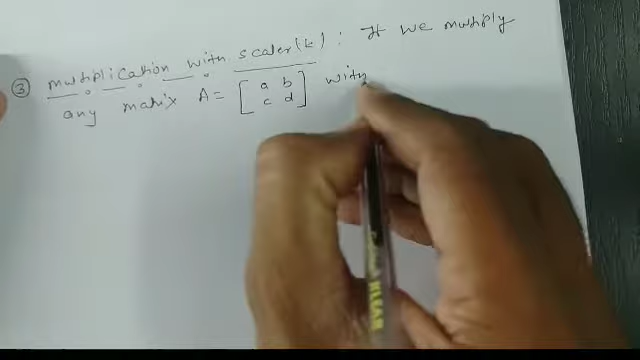 ③ multiplication with scaler(k) : If we multiply
any matrix A = [ a b
c d ] with